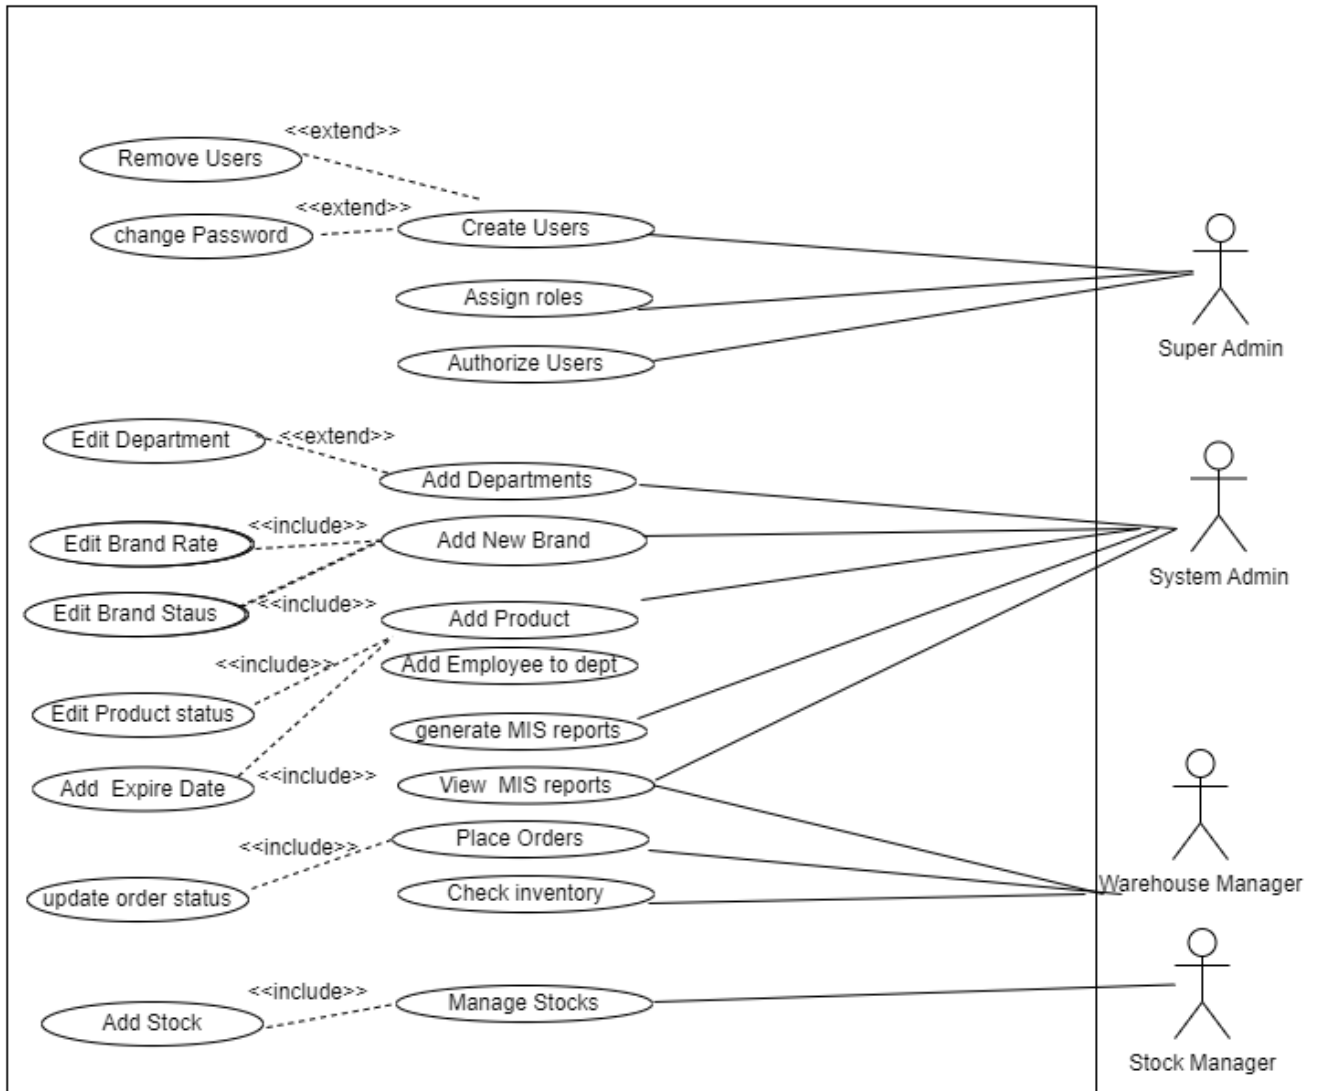 <<extend>>
Remove Users
<<extend>>
change Password
Create Users
Assign roles
Super Admin
Authorize Users
Edit Department
<<extend>>
Add Departments
<<include>>
Edit Brand Rate
Add New Brand
System Admin
Edit Brand Staus
<<include>>
Add Product
<<include>>
Add Employee to dept
Edit Product status
generate MIS reports
Add  Expire Date
<<include>>
View  MIS reports
<<include>>
Place Orders
update order status
Check inventory
Warehouse Manager
<<include>>
Add Stock
Manage Stocks
Stock Manager